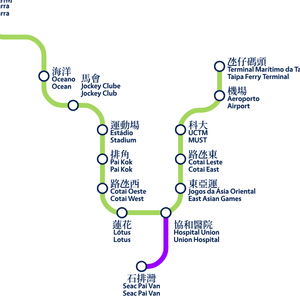 海洋
Oceano
Ocean
馬會
Jockey Clube
Jockey Club
運動場
Estádio
Stadium
排角
Pai Kok
Pai Kok
路氹西
Cotai Oeste
Cotai West
蓮花
Lótus
Lotus
協和醫院
Hospital Union
Union Hospital
石排灣
Seac Pai Van
Seac Pai Van
東亞運
Jogos da Ásia Oriental
East Asian Games
路氹東
Cotai Leste
Cotai East
科大
UCTM
MUST
機場
Aeroporto
Airport
氹仔碼頭
Terminal Marítimo da Ta
Taipa Ferry Terminal